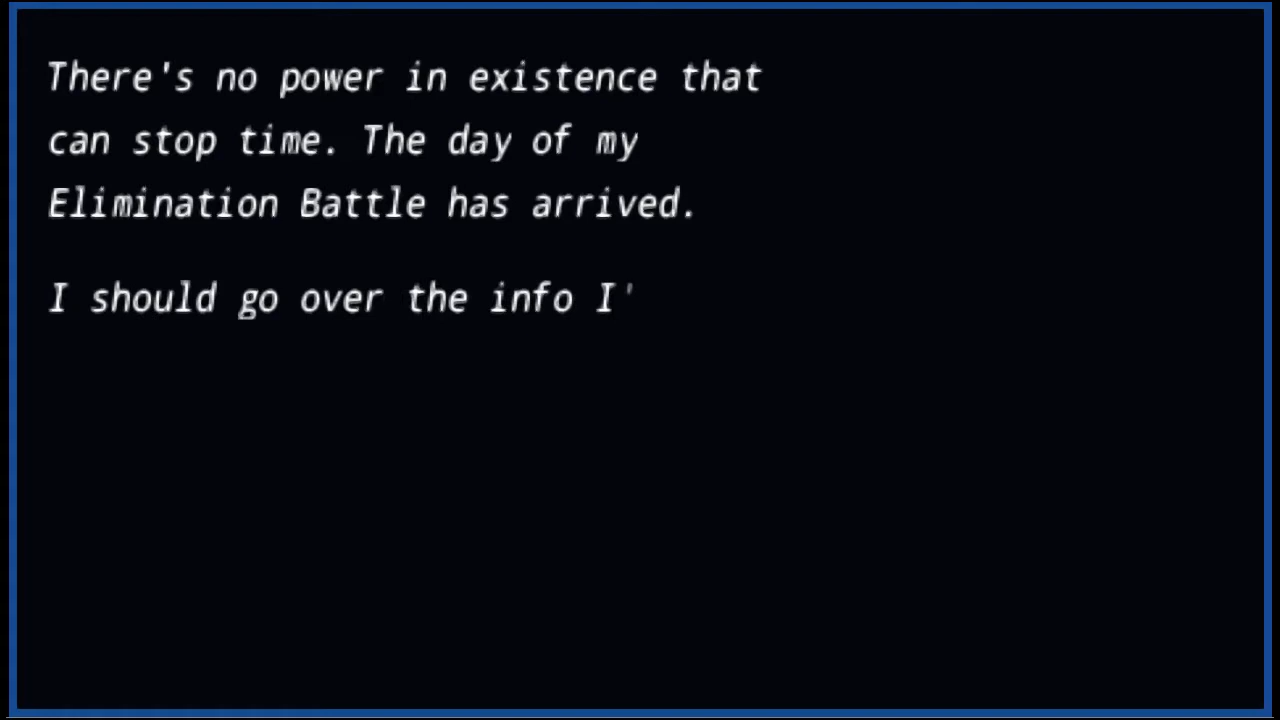 There's no power in existence that
can stop time. The day of my
Elimination Battle has arrived.
I should go over the info I'